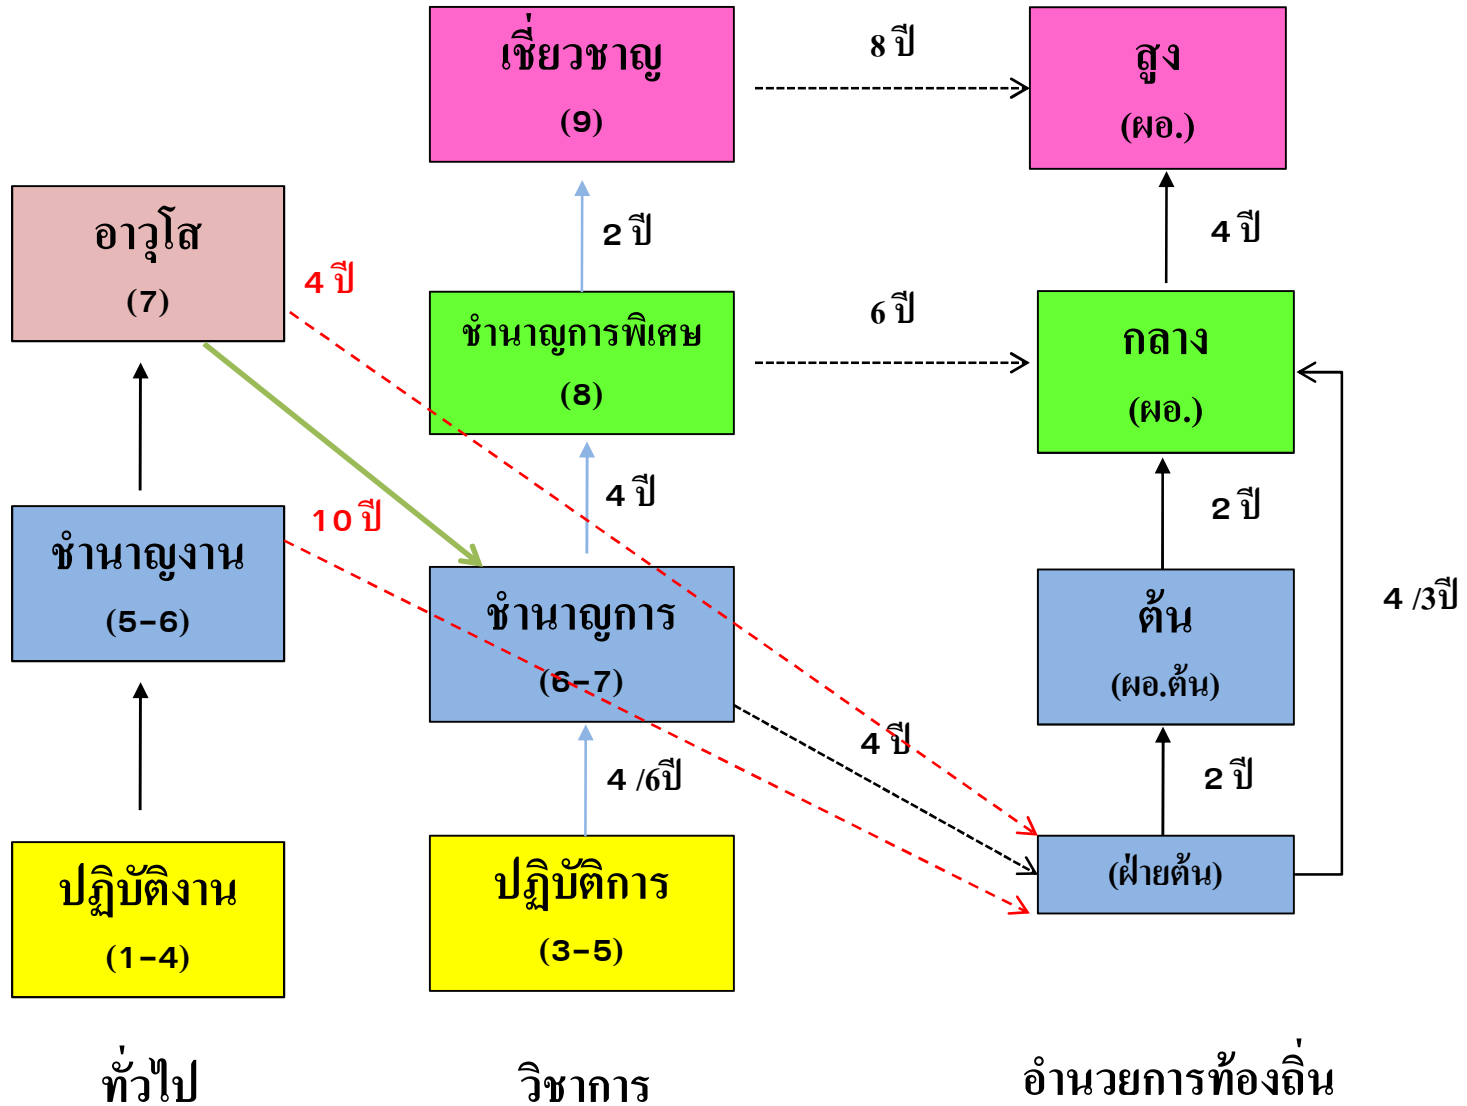 เชี่ยวชาญ
(9)
8 ปี
สูง
(ผอ.)
อาวุโส
(7)
4 ปี
2 ปี
4 ปี
ชำนาญการพิเศษ
(8)
6 ปี
กลาง
(ผอ.)
10 ปี
4 ปี
2 ปี
ชำนาญงาน
(5-6)
ชำนาญการ
(6-7)
ต้น
(ผอ.ต้น)
4 /3ปี
4 /6ปี
4 ปี
2 ปี
ปฏิบัติงาน
(1-4)
ปฏิบัติการ
(3-5)
(ฝ่ายต้น)
ทั่วไป
วิชาการ
อำนวยการท้องถิ่น